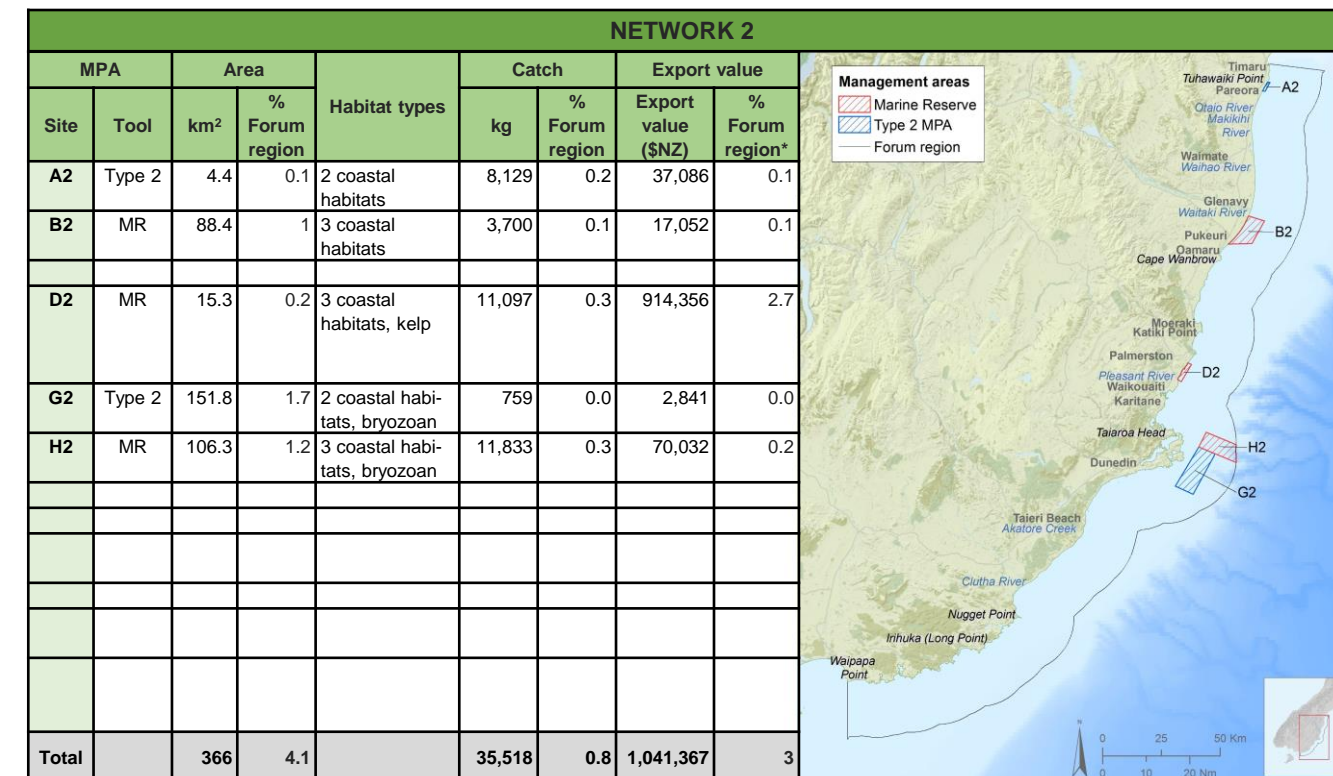 NETWORK 2
MPA Area Habitat types Catch Export value
Site Tool km² % Forum region kg % Forum region Export value ($NZ) % Forum region*
A2 Type 2 4.4 0.1 2 coastal
habitats 8,129 0.2 37,086 0.1
B2 MR 88.4 1 3 coastal
habitats 3,700 0.1 17,052 0.1
D2 MR 15.3 0.2 3 coastal
habitats, kelp 11,097 0.3 914,356 2.7
G2 Type 2 151.8 1.7 2 coastal habi-
tats, bryozoan 759 0.0 2,841 0.0
H2 MR 106.3 1.2 3 coastal habi-
tats, bryozoan 11,833 0.3 70,032 0.2
Total 366 4.1 35,518 0.8 1,041,367 3
Management areas
Marine Reserve
Type 2 MPA
Forum region
Timaru
Tuhawaiki Point
Pareora
A2
Otaio River
Makikihi
River
Waimate
Waihao River
Glenavy
Waitaki River
Pukeuri
B2
Oamaru
Cape Wanbrow
Moeraki
Katiki Point
Palmerston
Pleasant River
D2
Waikouaiti
Karitane
Taiaroa Head
H2
Dunedin
G2
Taieri Beach
Akatore Creek
Clutha River
Nugget Point
Irihuka (Long Point)
Waipapa
Point
N
0 25 50 Km
0 10 20 Nm